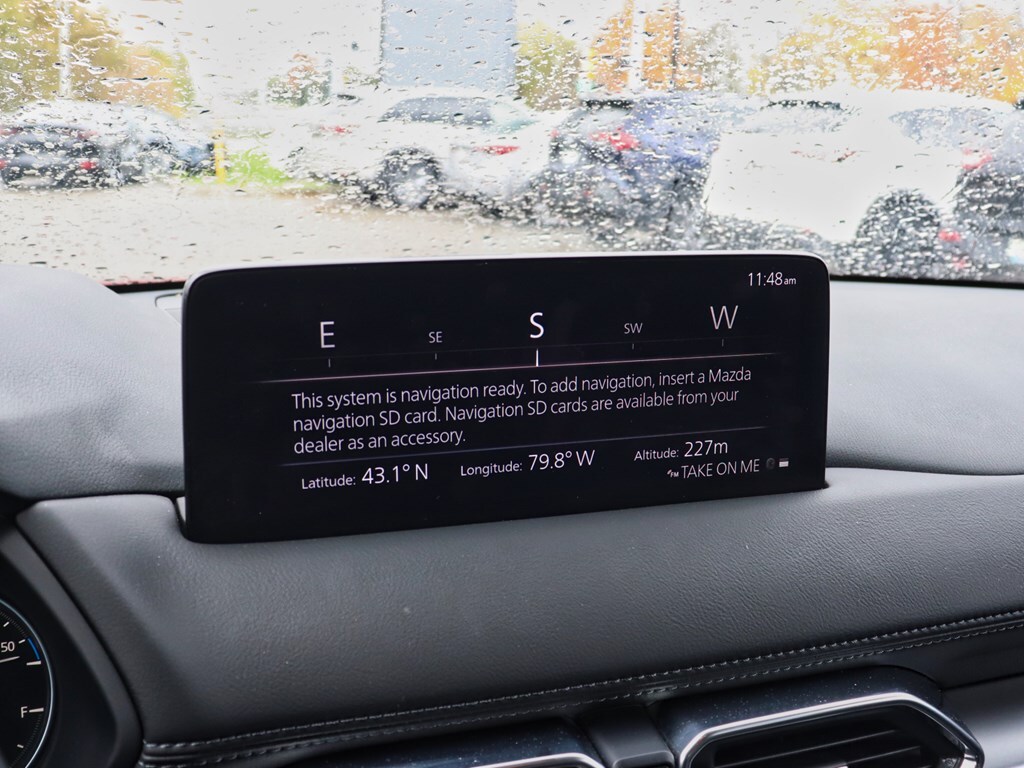 11:48am
E SE S SW W
This system is navigation ready. To add navigation, insert a Mazda
navigation SD card. Navigation SD cards are available from your
dealer as an accessory.
Latitude: 43.1° N Longitude: 79.8° W Altitude: 227m
FM TAKE ON ME
50
F